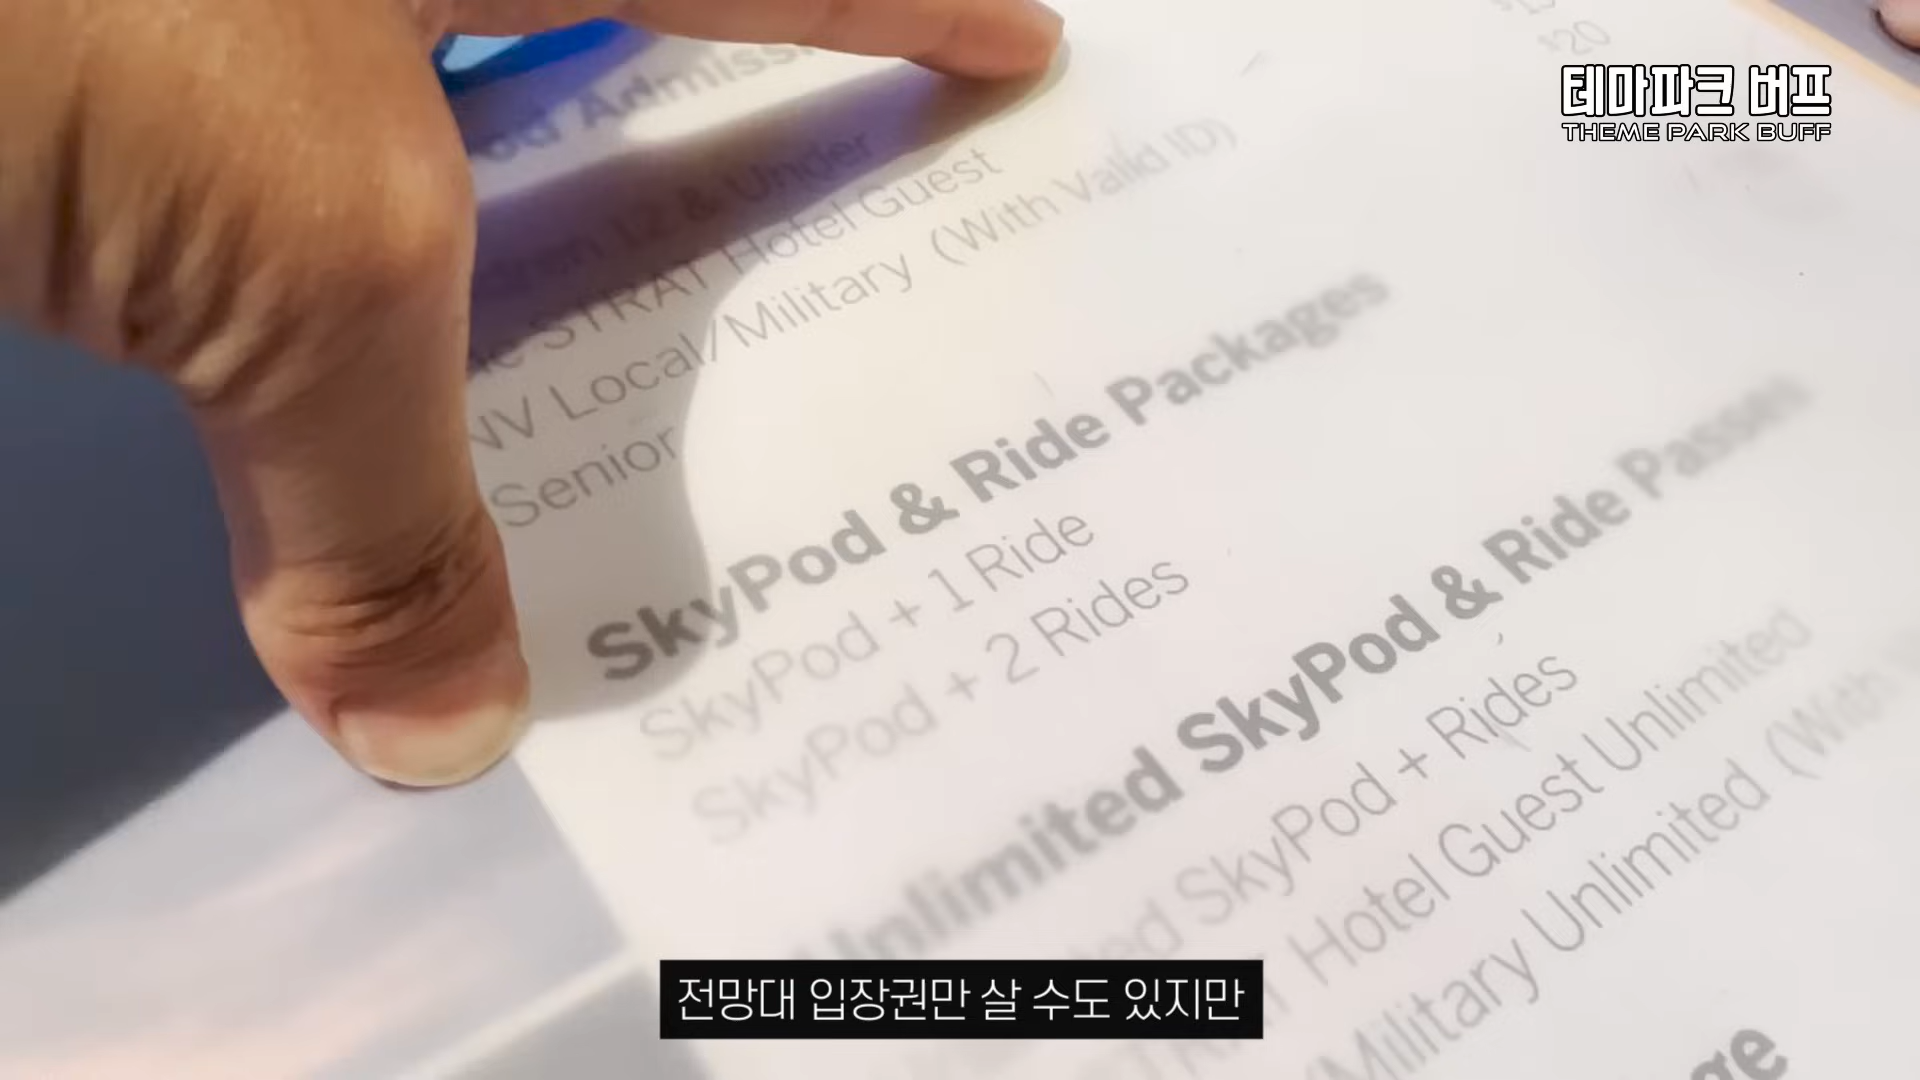 $20
테마파크 버프
THEME PARK BUFF
Admiss
12 & Under
STRAT Hotel Guest
NV Local/Military (With Valid ID)
Senior
SkyPod & Ride Packages
SkyPod + 1 Ride
SkyPod + 2 Rides
Unlimited SkyPod & Ride Passes
SkyPod + Rides
Hotel Guest Unlimited
/Military Unlimited (With
전망대 입장권만 살 수도 있지만